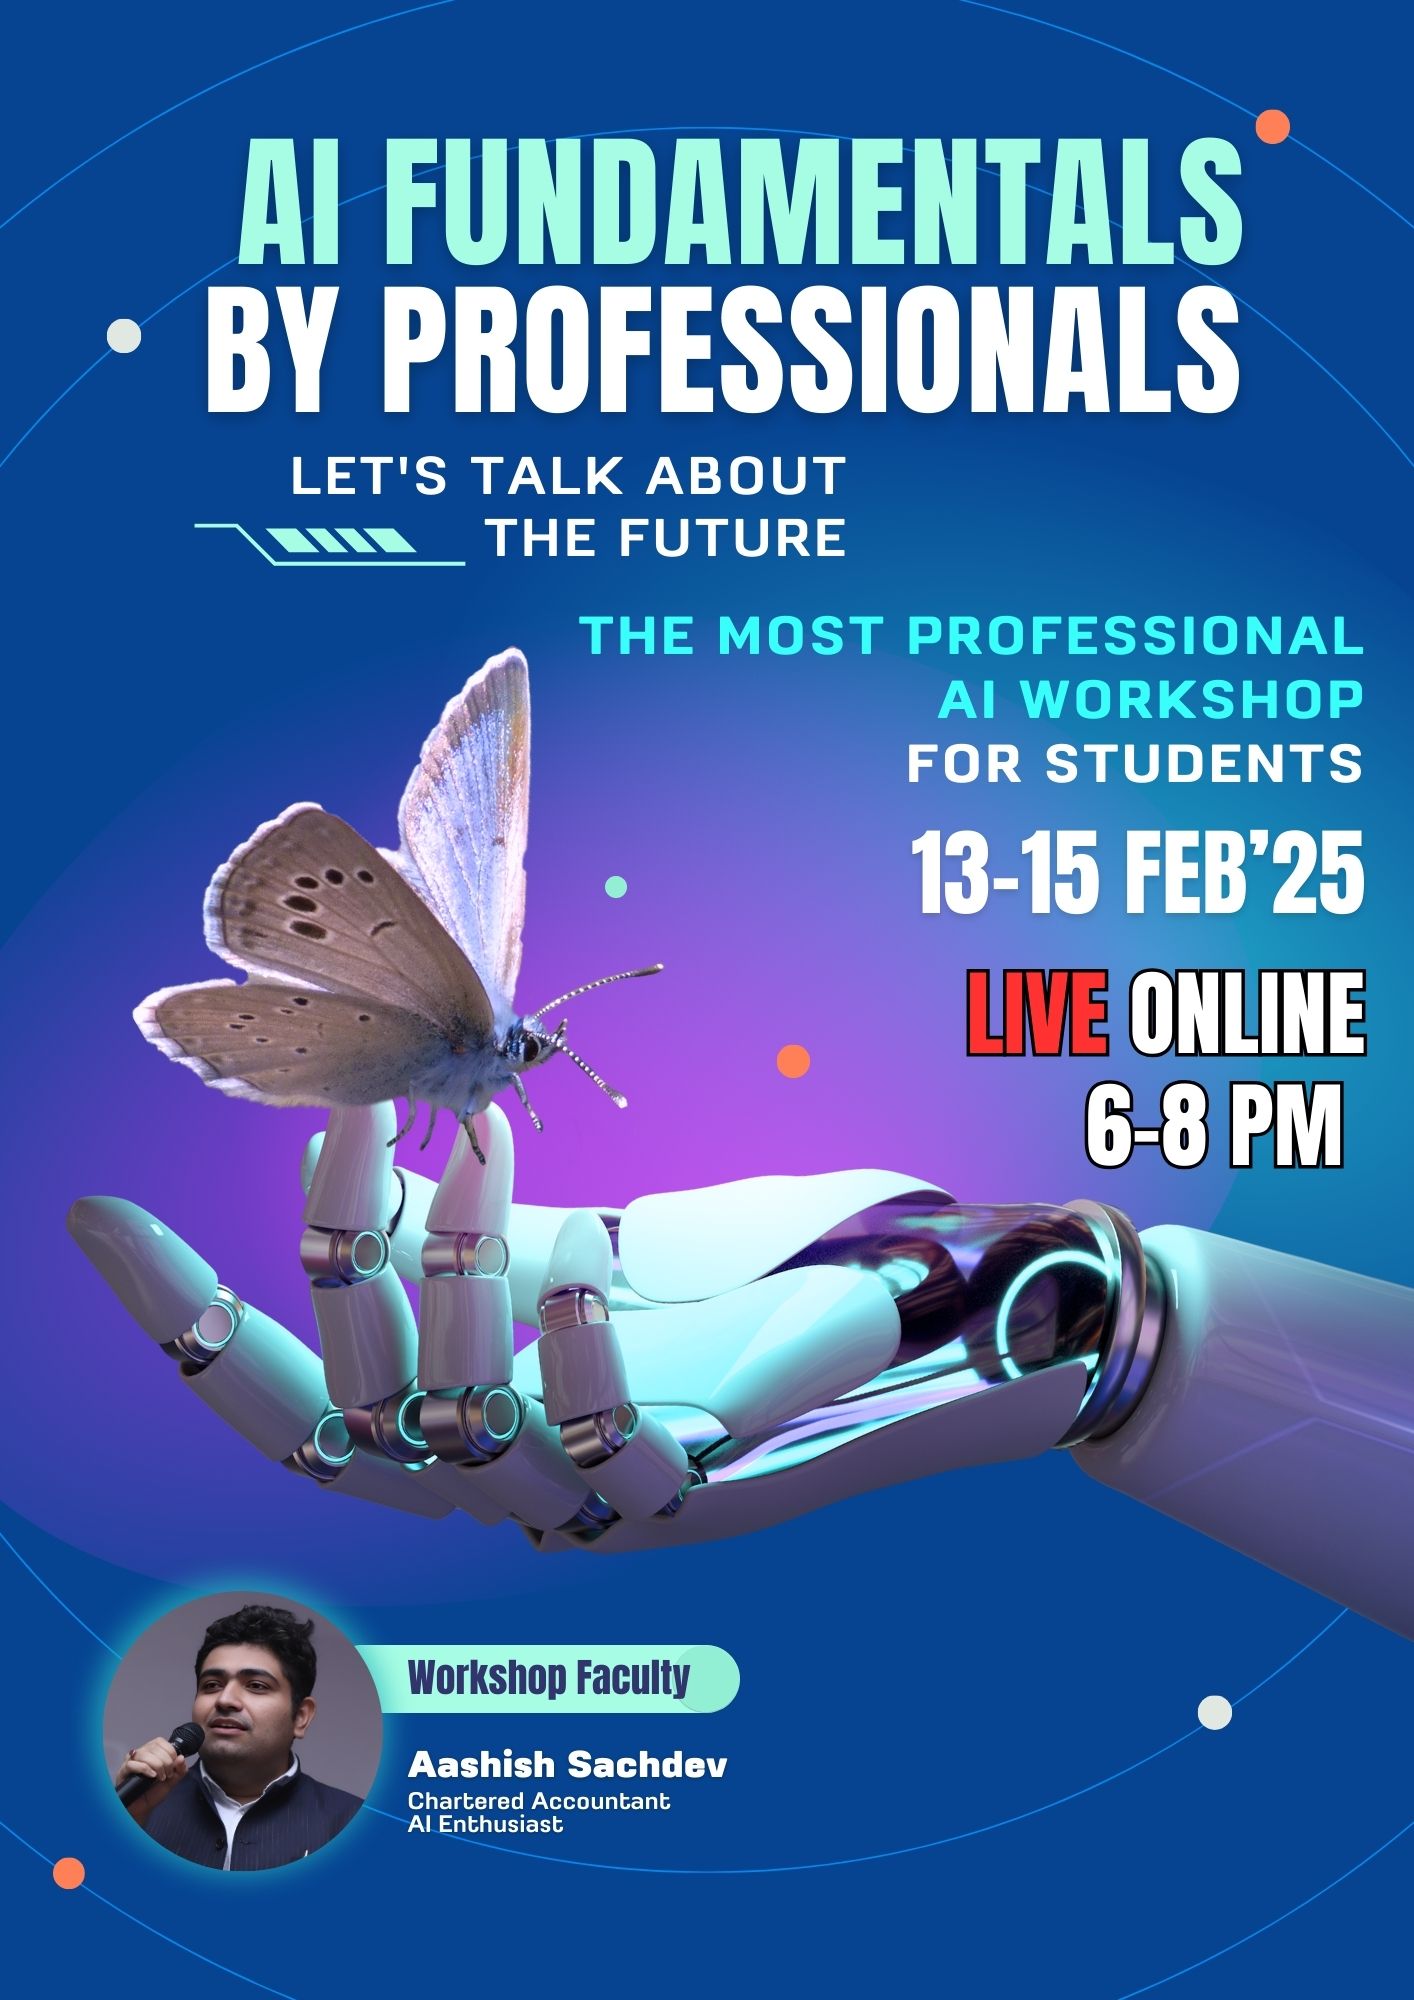 AI FUNDAMENTALS
BY PROFESSIONALS
LET'S TALK ABOUT
THE FUTURE
THE MOST PROFESSIONAL
AI WORKSHOP
FOR STUDENTS
13-15 FEB’25
LIVE ONLINE
6-8 PM
Workshop Faculty
Aashish Sachdev
Chartered Accountant
AI Enthusiast